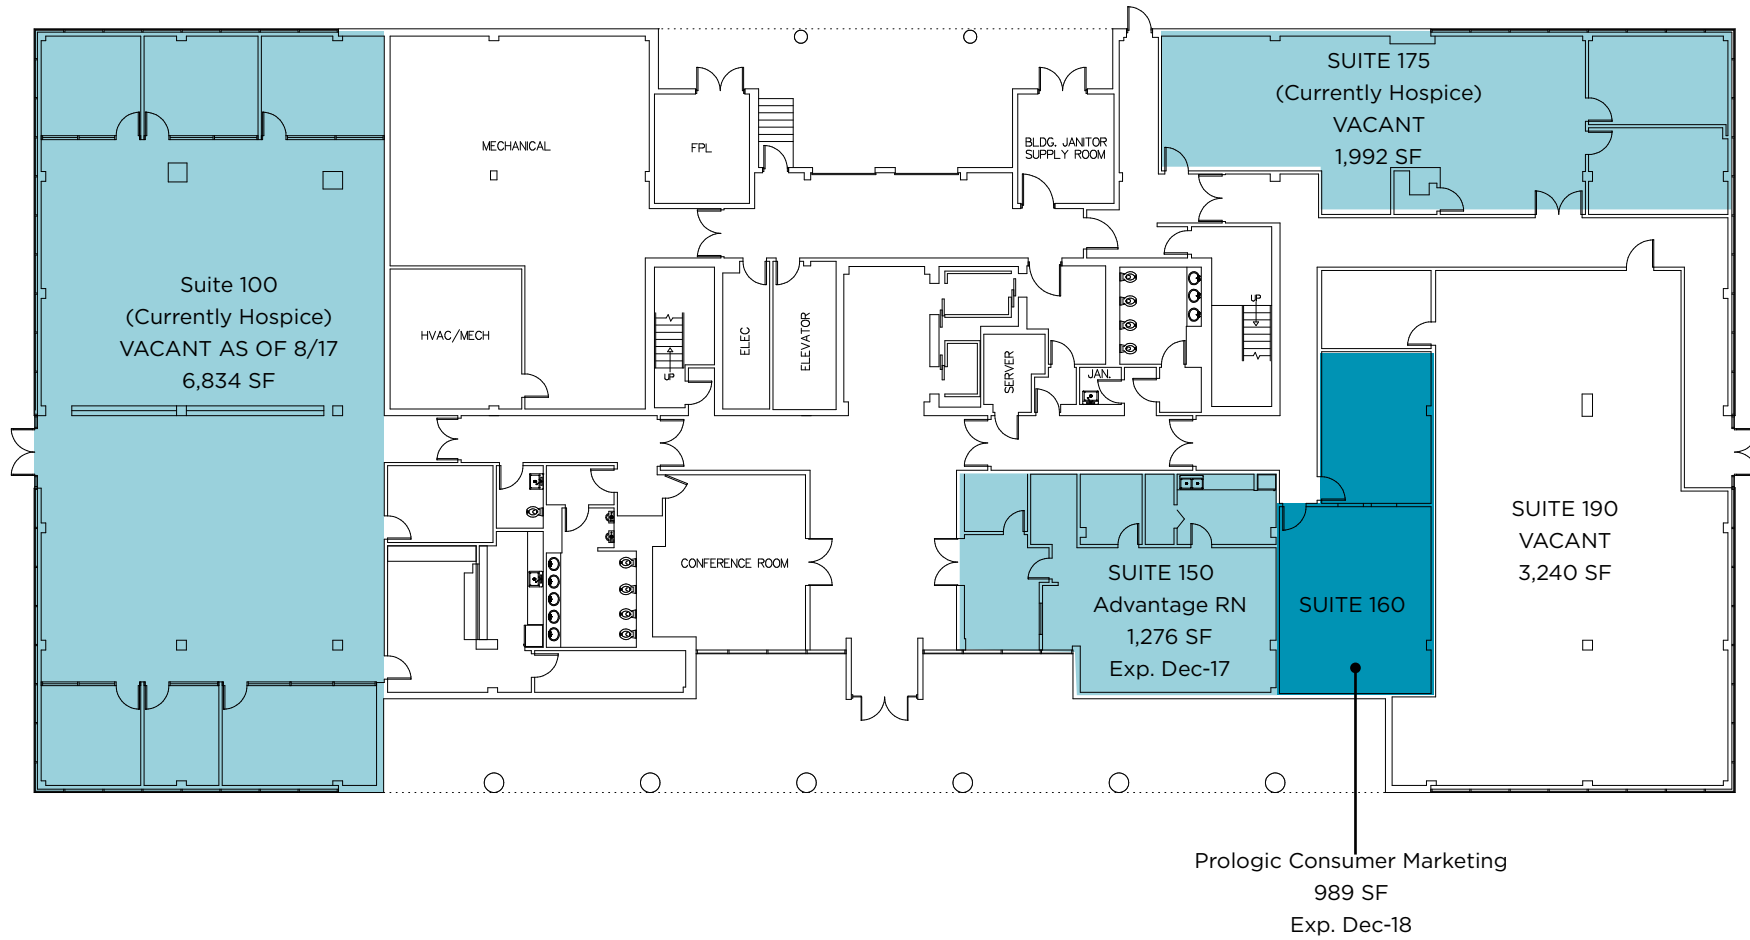 SUITE 175
(Currently Hospice)
VACANT
1,992 SF
MECHANICAL
FPL
BLDG. JANITOR
SUPPLY ROOM
Suite 100
(Currently Hospice)
VACANT AS OF 8/17
6,834 SF
HVAC/MECH
UP
ELEC
ELEVATOR
SERVER
JAN.
UP
CONFERENCE ROOM
SUITE 150
Advantage RN
1,276 SF
Exp. Dec-17
SUITE 160
SUITE 190
VACANT
3,240 SF
Prologic Consumer Marketing
989 SF
Exp. Dec-18